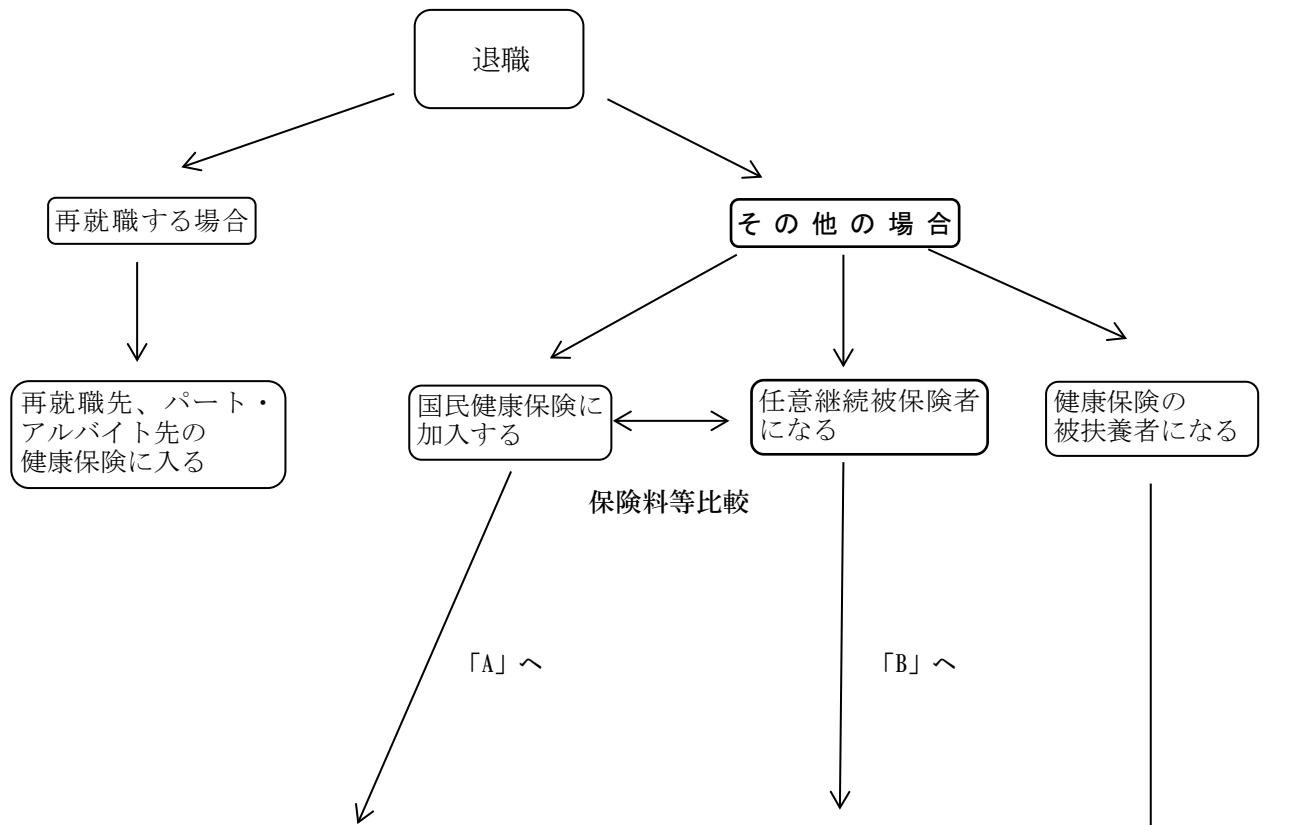 退職
再就職する場合
その他の場合
再就職先、パート・
アルバイト先の
健康保険に入る
国民健康保険に
加入する
任意継続被保険者
になる
健康保険の
被扶養者になる
保険料等比較
「A」へ
「B」へ